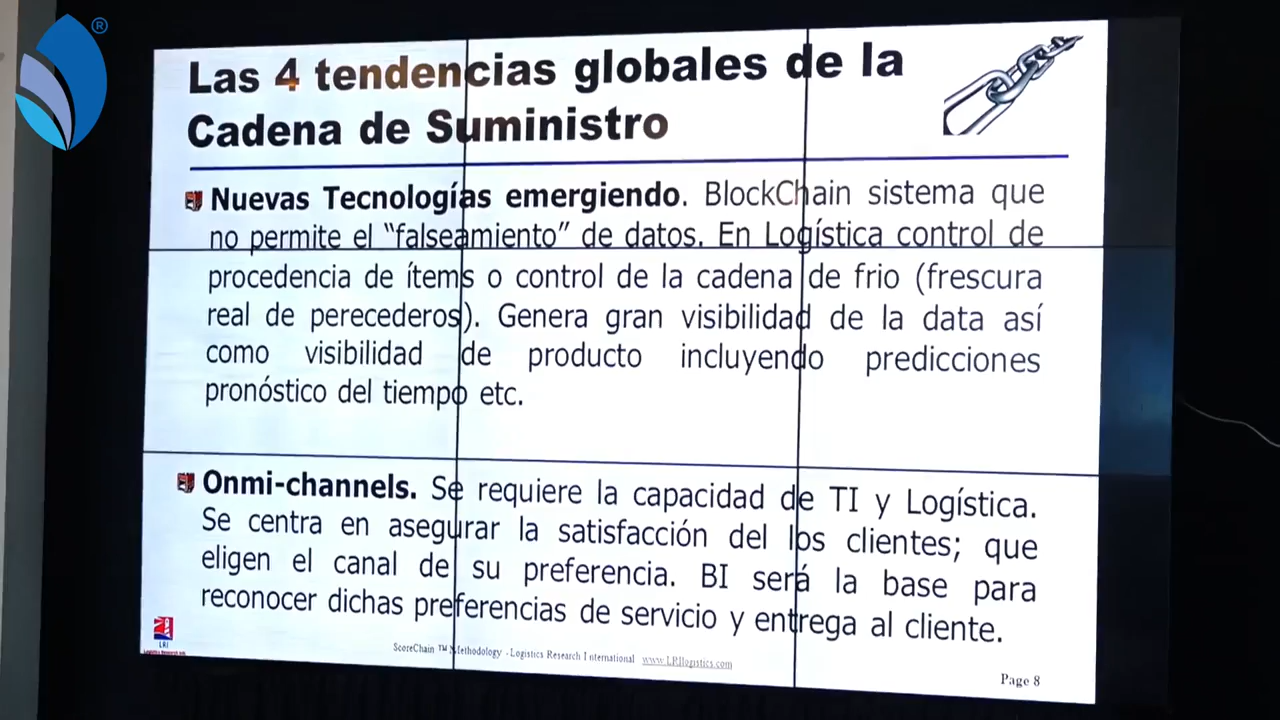 ®
Las 4 tendencias globales de la
Cadena de Suministro
Nuevas Tecnologías emergiendo. BlockChain sistema que
no permite el “falseamiento” de datos. En Logística control de
procedencia de ítems o control de la cadena de frio (frescura
real de perecederos). Genera gran visibilidad de la data así
como visibilidad de producto incluyendo predicciones
pronóstico del tiempo etc.
Onmi-channels. Se requiere la capacidad de TI y Logística.
Se centra en asegurar la satisfacción del los clientes; que
eligen el canal de su preferencia. BI será la base para
reconocer dichas preferencias de servicio y entrega al cliente.
LRI
ScoreChain ™ Methodology - Logistics Research International www.LRIlogistics.com
Page 8